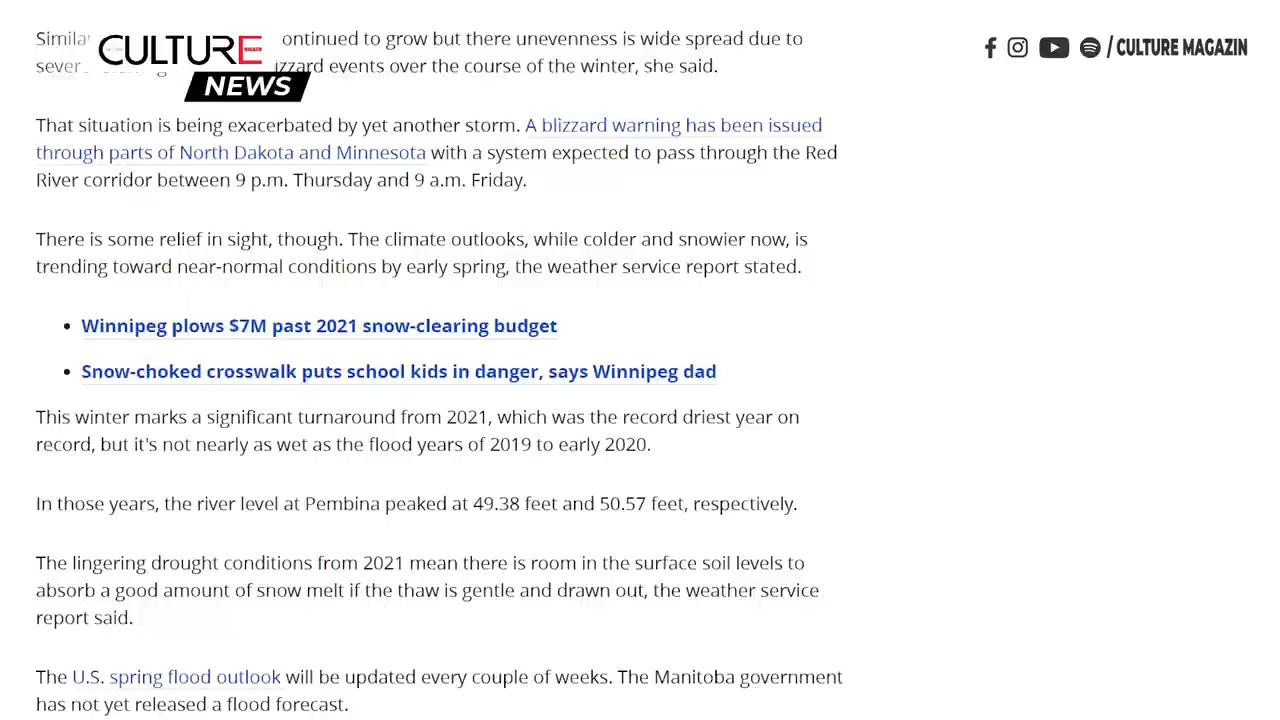 Simila
CULTURE
NEWS
ontinued to grow but there unevenness is wide spread due to
izzard events over the course of the winter, she said.
/ CULTURE MAGAZIN
That situation is being exacerbated by yet another storm. A blizzard warning has been issued
through parts of North Dakota and Minnesota with a system expected to pass through the Red
River corridor between 9 p.m. Thursday and 9 a.m. Friday.
There is some relief in sight, though. The climate outlooks, while colder and snowier now, is
trending toward near-normal conditions by early spring, the weather service report stated.
• Winnipeg plows $7M past 2021 snow-clearing budget
• Snow-choked crosswalk puts school kids in danger, says Winnipeg dad
This winter marks a significant turnaround from 2021, which was the record driest year on
record, but it's not nearly as wet as the flood years of 2019 to early 2020.
In those years, the river level at Pembina peaked at 49.38 feet and 50.57 feet, respectively.
The lingering drought conditions from 2021 mean there is room in the surface soil levels to
absorb a good amount of snow melt if the thaw is gentle and drawn out, the weather service
report said.
The U.S. spring flood outlook will be updated every couple of weeks. The Manitoba government
has not yet released a flood forecast.